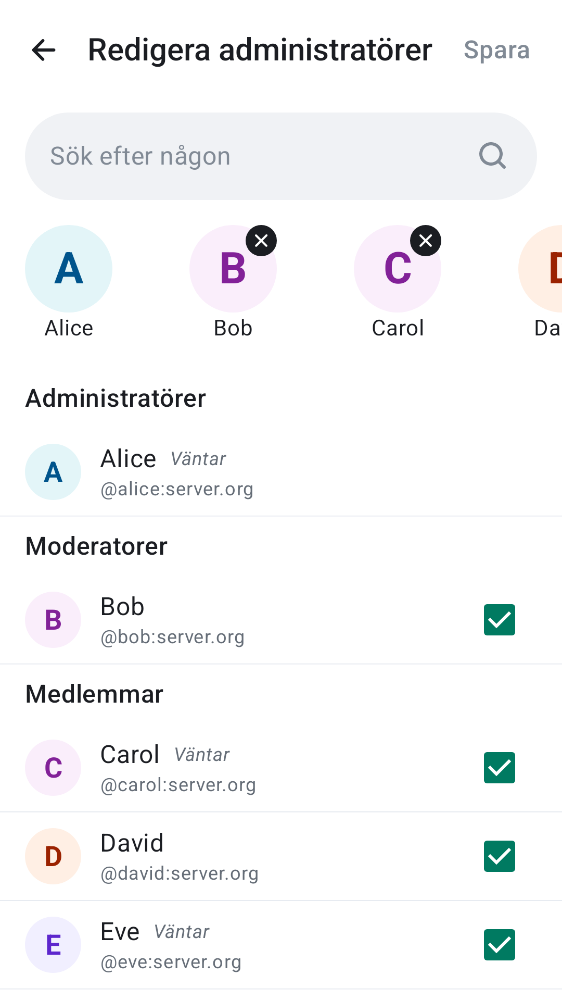 Redigera administratörer Spara
Sök efter någon
A B C
Alice Bob Carol Da
Administratörer
A Alice Väntar
@alice:server.org
Moderatorer
B Bob
@bob:server.org
Medlemmar
C Carol Väntar
@carol:server.org
D David
@david:server.org
E Eve Väntar
@eve:server.org